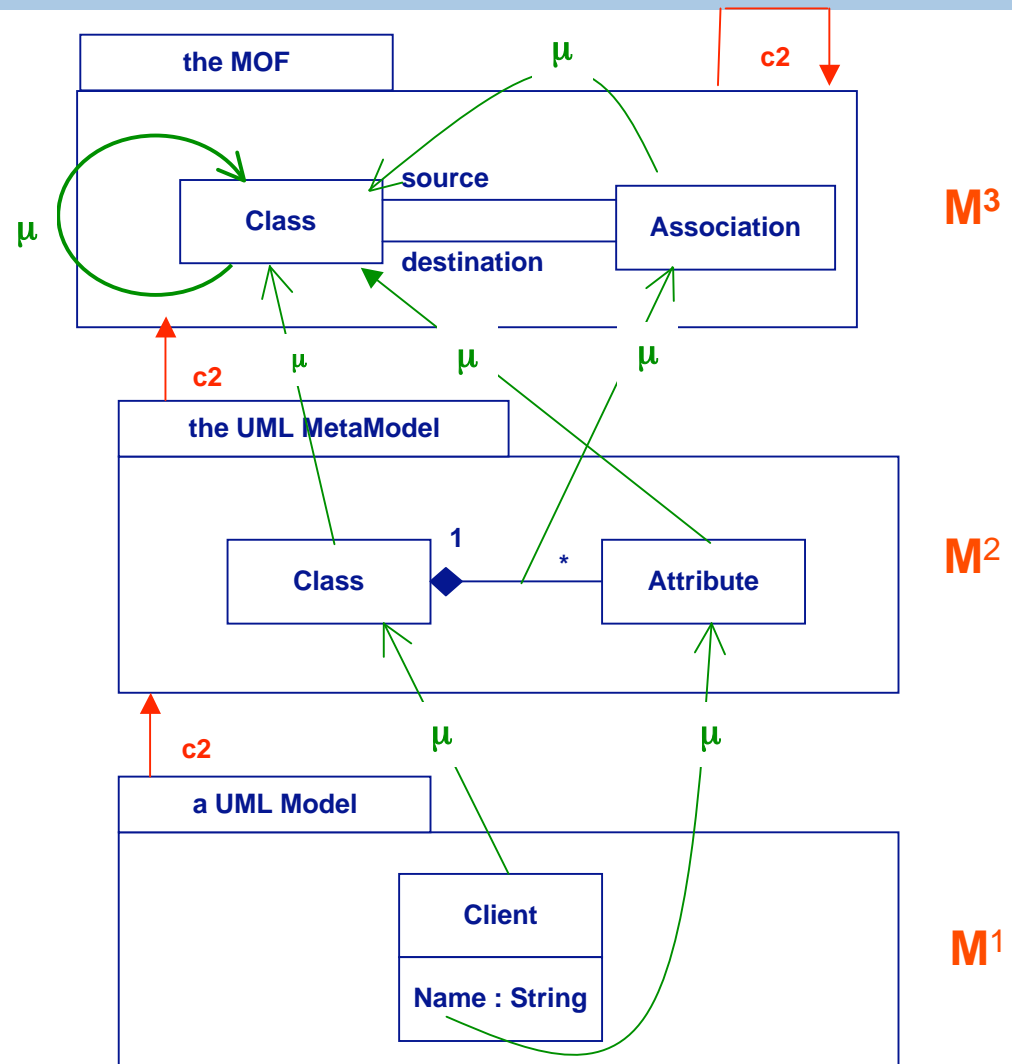 the MOF
μ
c2
source
Class
Association
M3
μ
destination
μ
μ
μ
c2
the UML MetaModel
1
*
Class
Attribute
M2
μ
μ
c2
a UML Model
Client
M1
Name : String